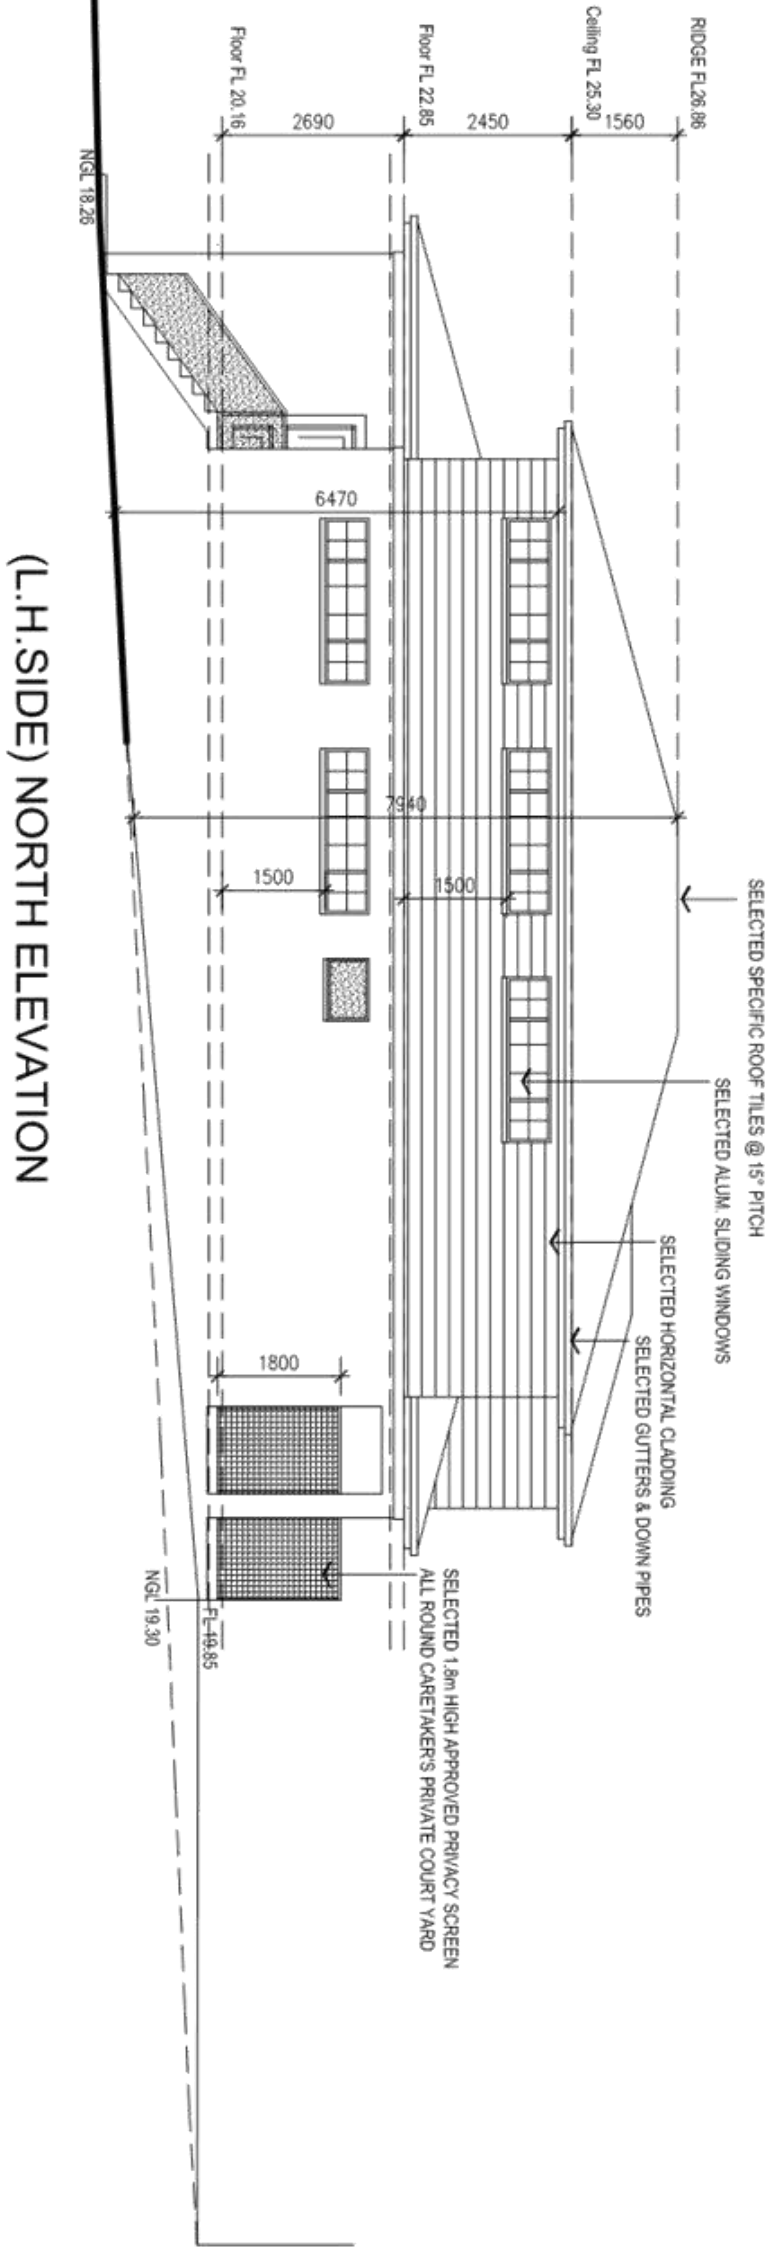 RIDGE FL26.86
Ceiling FL 25.30
Floor FL 22.85
Floor FL 20.16
1560
2450
2690
NGL 18.26
6470
7940
1500
1500
1800
SELECTED SPECIFIC ROOF TILES @ 15° PITCH
SELECTED ALUM. SLIDING WINDOWS
SELECTED HORIZONTAL CLADDING
SELECTED GUTTERS & DOWN PIPES
SELECTED 1.8m HIGH APPROVED PRIVACY SCREEN
ALL ROUND CARETAKER'S PRIVATE COURT YARD
FL 19.85
NGL 19.30
(L.H.SIDE) NORTH ELEVATION